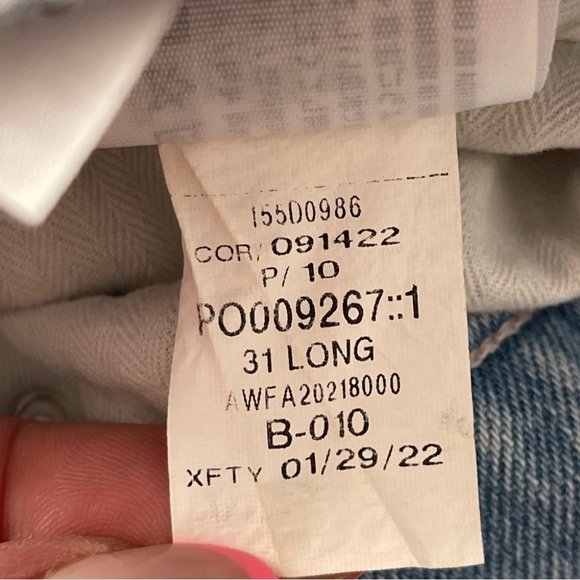 155D0986
COR/ 091422
P/ 10
PO009267::1
31 LONG
AWFA20218000
B-010
XFTY 01/29/22